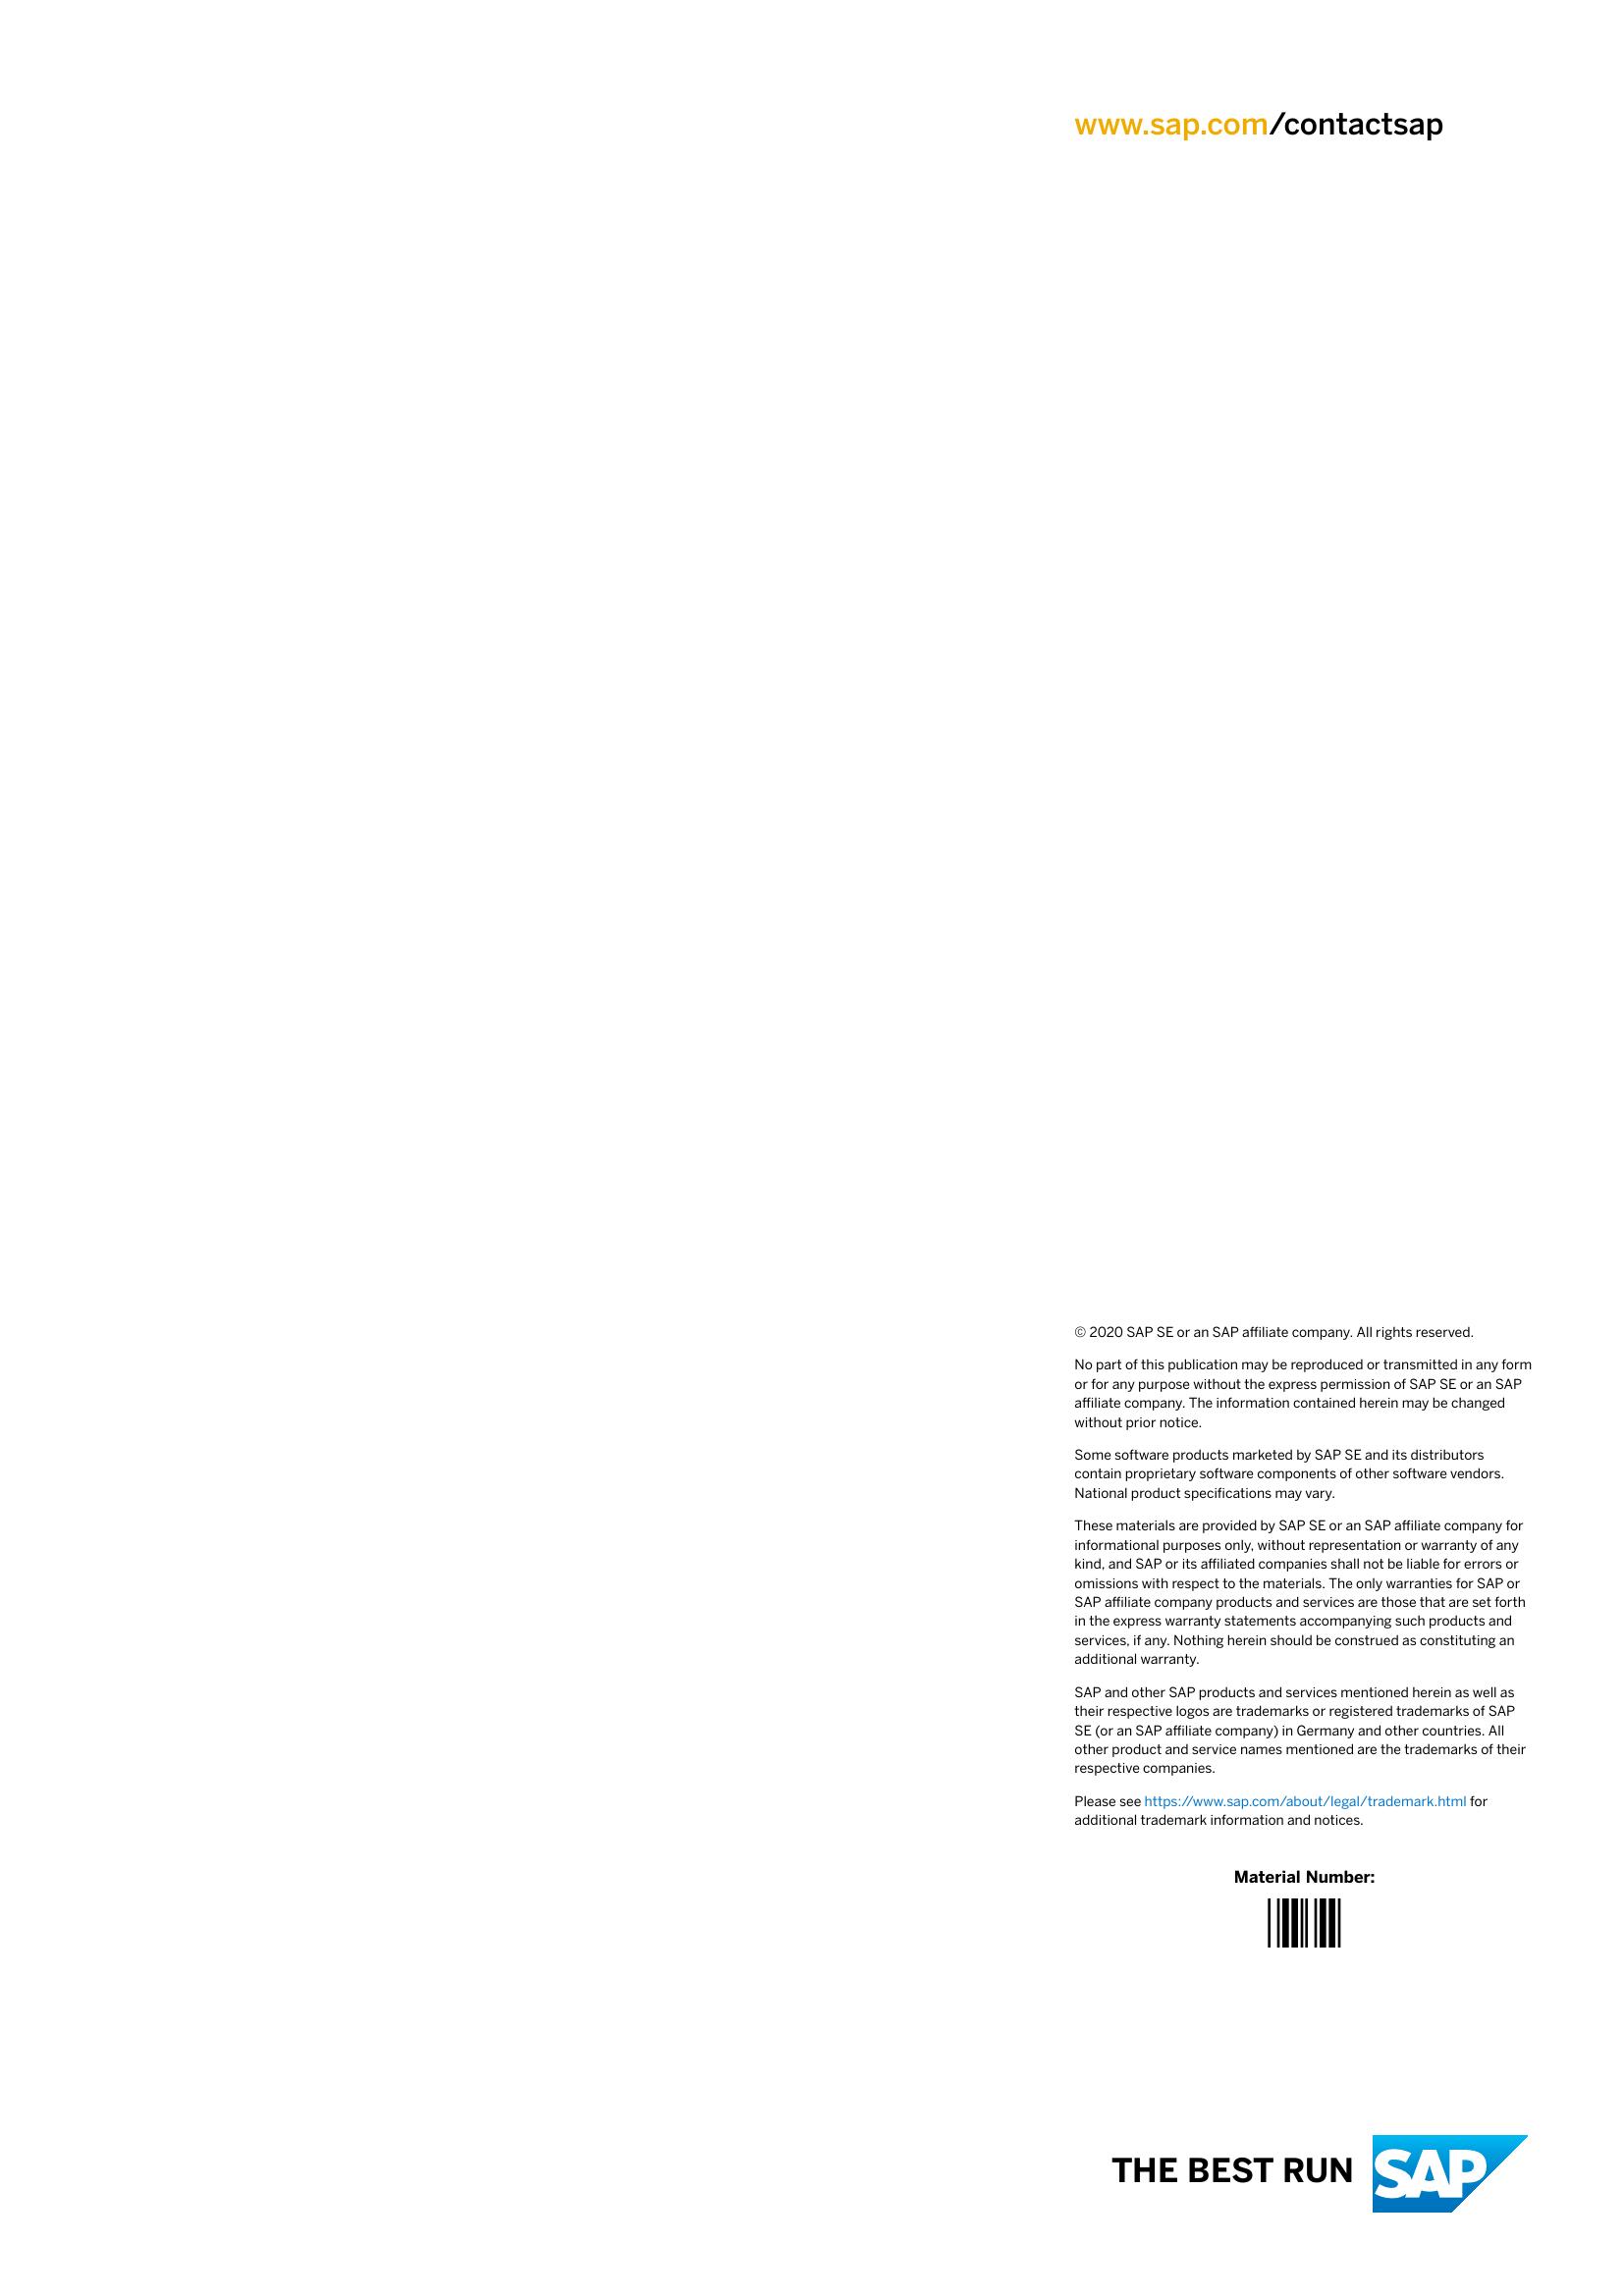 www.sap.com/contactsap
© 2020 SAP SE or an SAP affiliate company. All rights reserved.
No part of this publication may be reproduced or transmitted in any form
or for any purpose without the express permission of SAP SE or an SAP
affiliate company. The information contained herein may be changed
without prior notice.
Some software products marketed by SAP SE and its distributors
contain proprietary software components of other software vendors.
National product specifications may vary.
These materials are provided by SAP SE or an SAP affiliate company for
informational purposes only, without representation or warranty of any
kind, and SAP or its affiliated companies shall not be liable for errors or
omissions with respect to the materials. The only warranties for SAP or
SAP affiliate company products and services are those that are set forth
in the express warranty statements accompanying such products and
services, if any. Nothing herein should be construed as constituting an
additional warranty.
SAP and other SAP products and services mentioned herein as well as
their respective logos are trademarks or registered trademarks of SAP
SE (or an SAP affiliate company) in Germany and other countries. All
other product and service names mentioned are the trademarks of their
respective companies.
Please see https://www.sap.com/about/legal/trademark.html for
additional trademark information and notices.
Material Number:
THE BEST RUN SAP